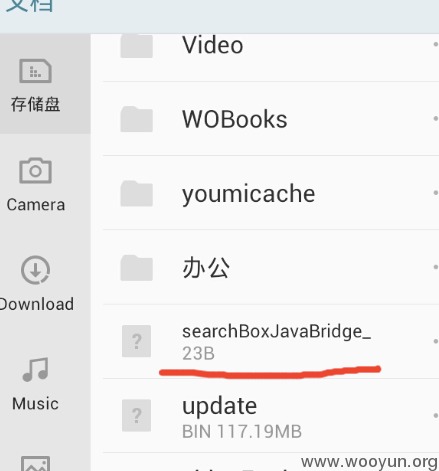 文档
Video
存储盘
WOBooks
Camera
youmicache
办公
Download
searchBoxJavaBridge_
23B
Music
update
BIN 117.19MB
www.wooyun.org